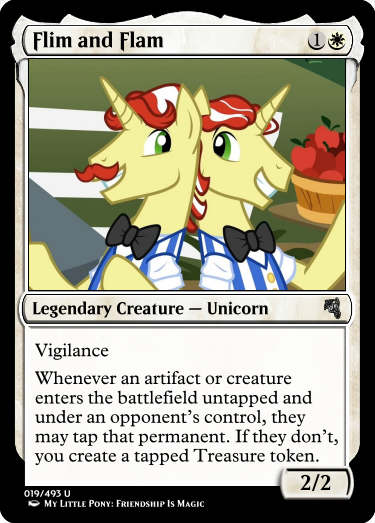 Flim and Flam 1
Legendary Creature — Unicorn
Vigilance
Whenever an artifact or creature
enters the battlefield untapped and
under an opponent's control, they
may tap that permanent. If they don't,
you create a tapped Treasure token.
2/2
019/493 U
My Little Pony: Friendship Is Magic